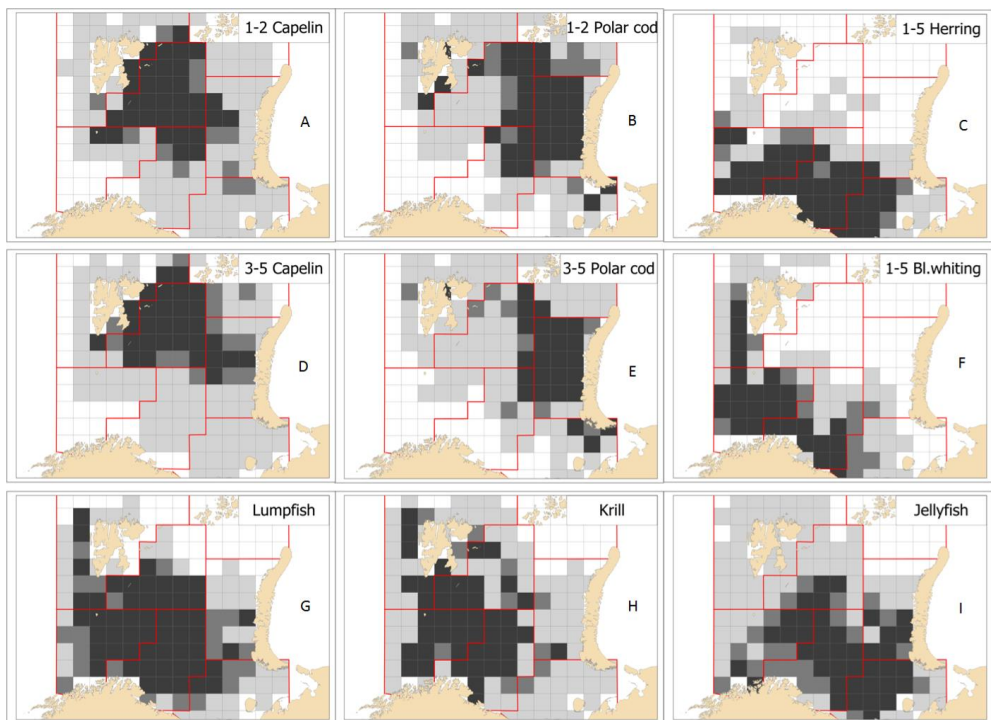 1-2 Capelin
A
1-2 Polar cod
B
1-5 Herring
C
3-5 Capelin
D
3-5 Polar cod
E
1-5 Bl.whiting
F
Lumpfish
G
Krill
H
Jellyfish
I